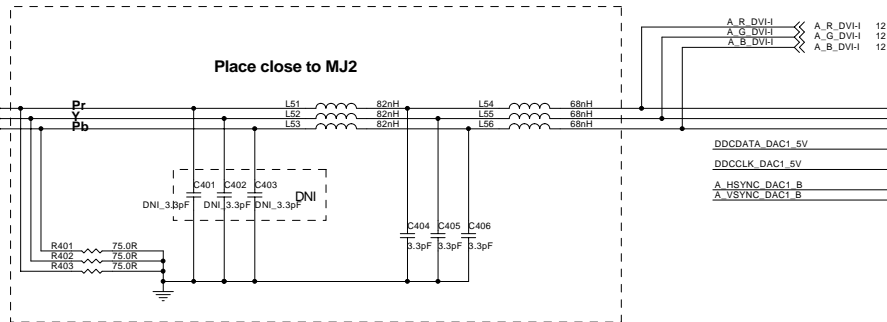 A_R_DVI-I A_R_DVI-I 12
A_G_DVI-I A_G_DVI-I 12
A_B_DVI-I A_B_DVI-I 12
Place close to MJ2
Pr L51 82nH L54 68nH
Y L52 82nH L55 68nH
Pb L53 82nH L56 68nH
DDCDATA_DAC1_5V
DDCCLK_DAC1_5V
A_HSYNC_DAC1_B
A_VSYNC_DAC1_B
C401 C402 C403
DNI
DNI_3.3pF DNI_3.3pF DNI_3.3pF
C404 C405 C406
3.3pF 3.3pF 3.3pF
R401 75.0R
R402 75.0R
R403 75.0R